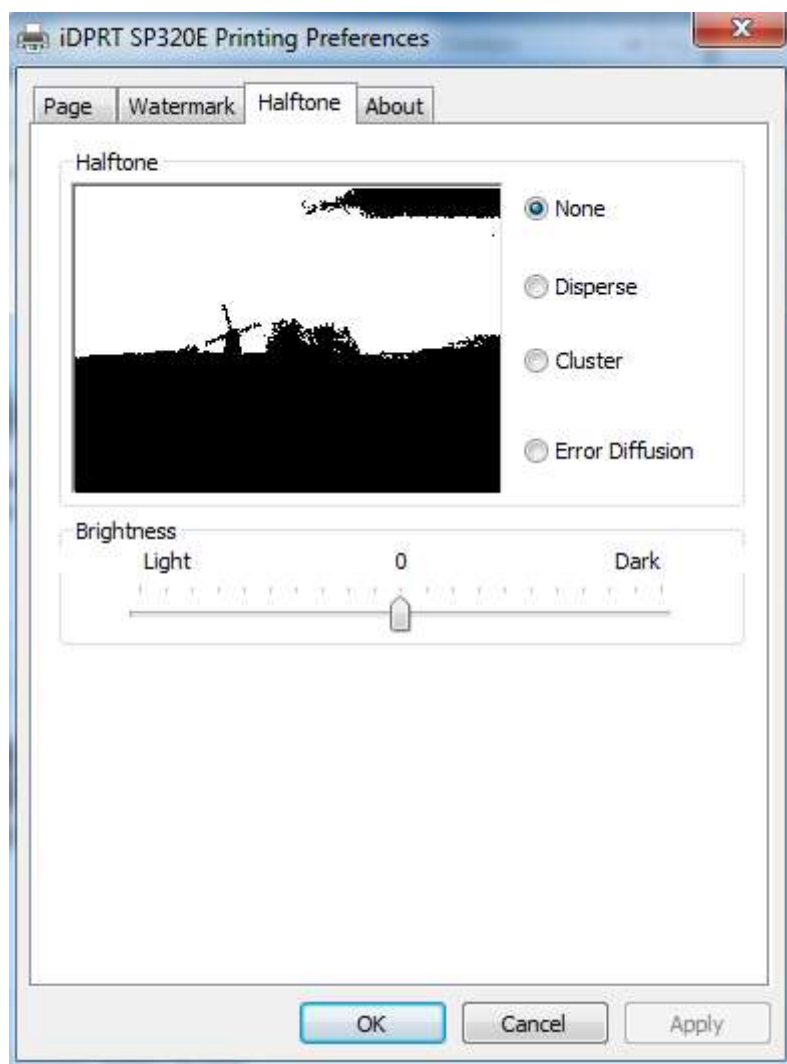 iDPRT SP320E Printing Preferences
Page Watermark Halftone About
Halftone
None
Disperse
Cluster
Error Diffusion
Brightness
Light 0 Dark
OK Cancel Apply